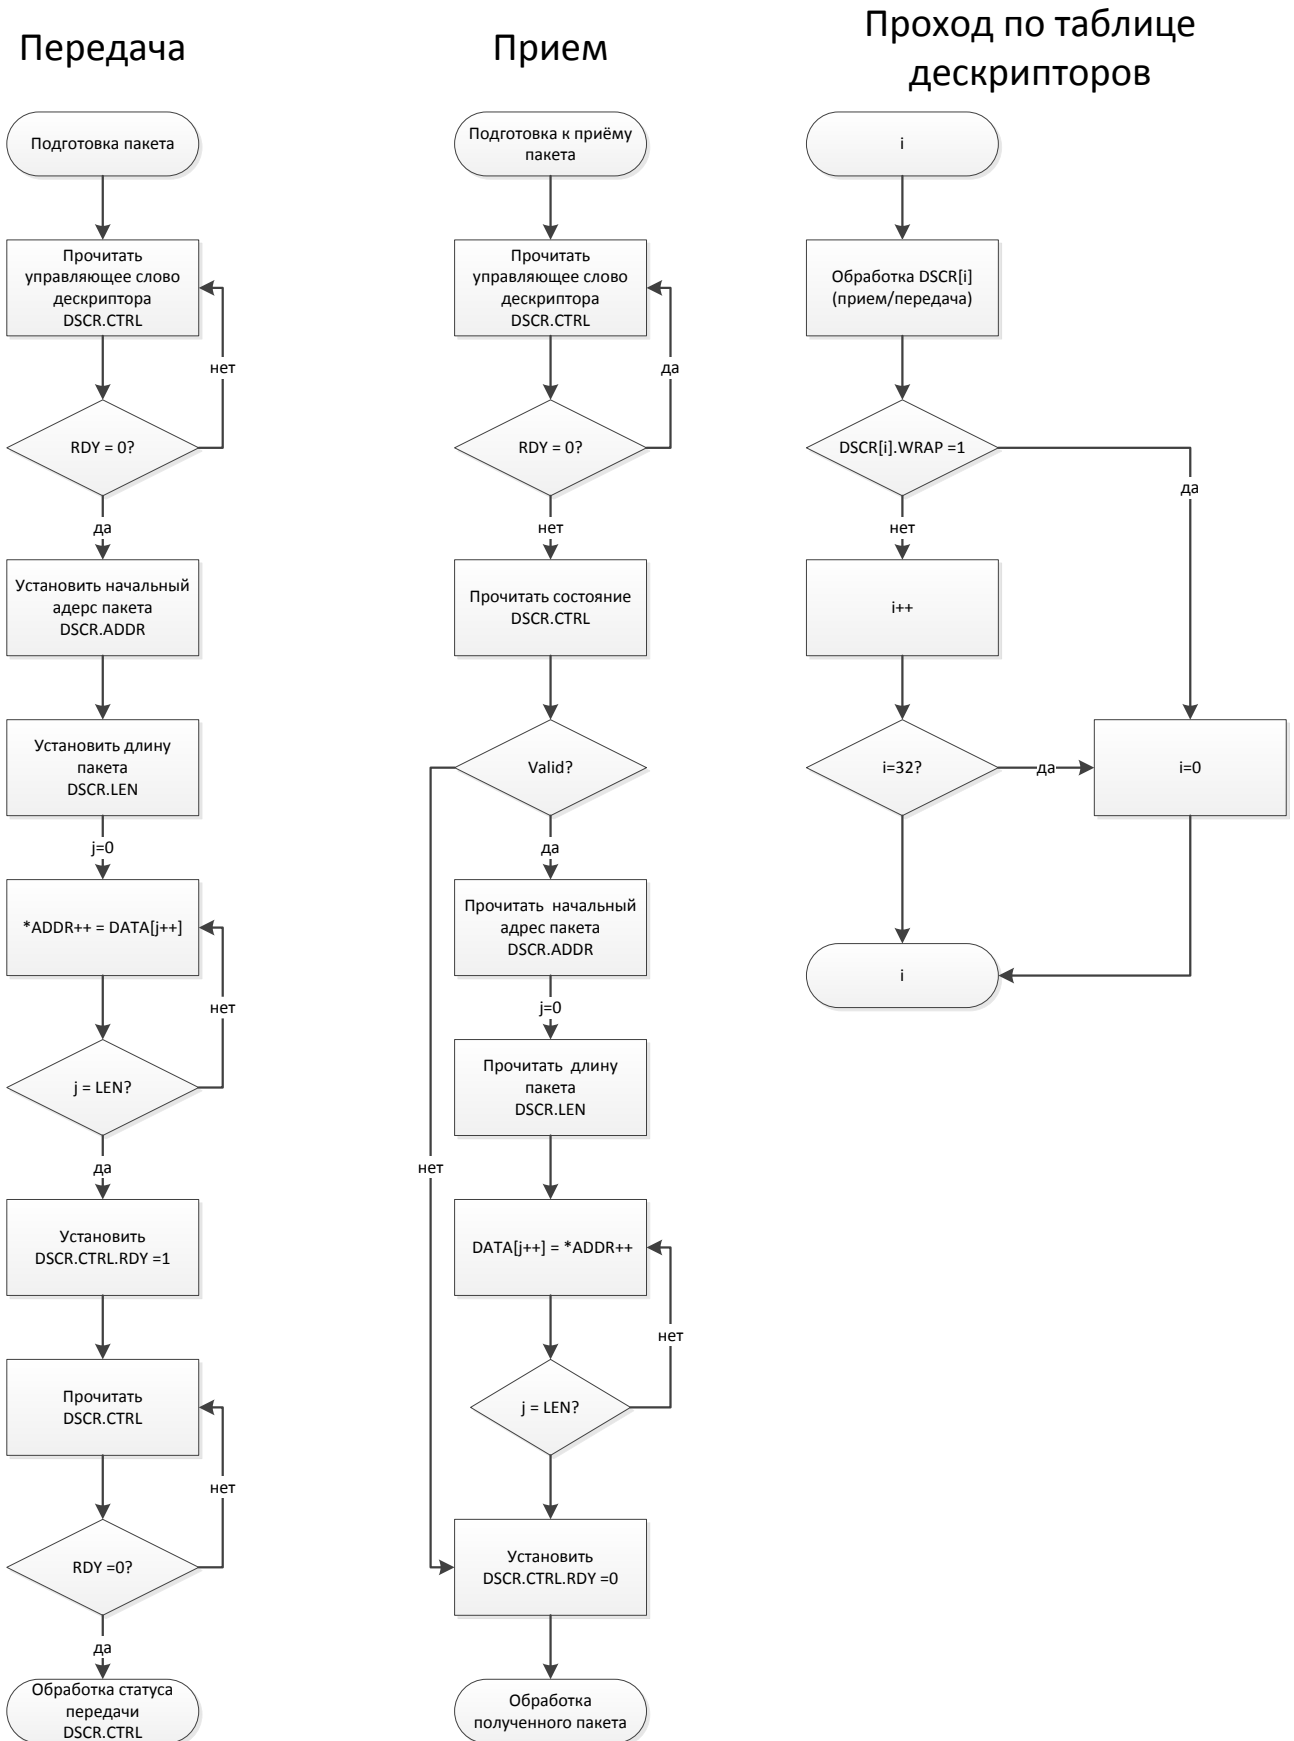 Передача
Подготовка пакета
Прочитать
управляющее слово
дескриптора
DSCR.CTRL
нет
RDY = 0?
да
Установить начальный
адерс пакета
DSCR.ADDR
Установить длину
пакета
DSCR.LEN
j=0
*ADDR++ = DATA[j++]
нет
j = LEN?
да
Установить
DSCR.CTRL.RDY =1
Прочитать
DSCR.CTRL
нет
RDY =0?
да
Обработка статуса
передачи
DSCR.CTRL
Прием
Подготовка к приёму
пакета
Прочитать
управляющее слово
дескриптора
DSCR.CTRL
да
RDY = 0?
нет
Прочитать состояние
DSCR.CTRL
Valid?
да
Прочитать начальный
адрес пакета
DSCR.ADDR
j=0
Прочитать длину
пакета
DSCR.LEN
нет
DATA[j++] = *ADDR++
нет
j = LEN?
Установить
DSCR.CTRL.RDY =0
Обработка
полученного пакета
Проход по таблице
дескрипторов
i
Обработка DSCR[i]
(прием/передача)
DSCR[i].WRAP =1
да
нет
i++
i=32?
да
i=0
i